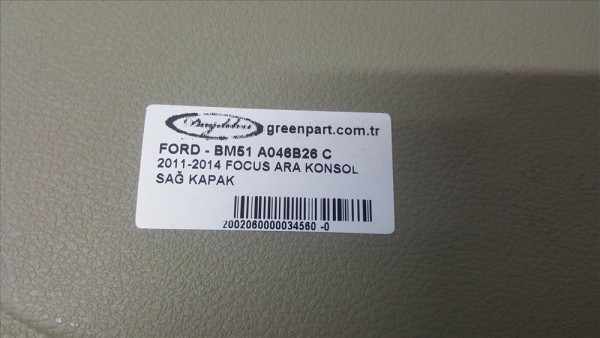 greenpart.com.tr
FORD - BM51 A046B26 C
2011-2014 FOCUS ARA KONSOL
SAĞ KAPAK
2002060000034560 -0